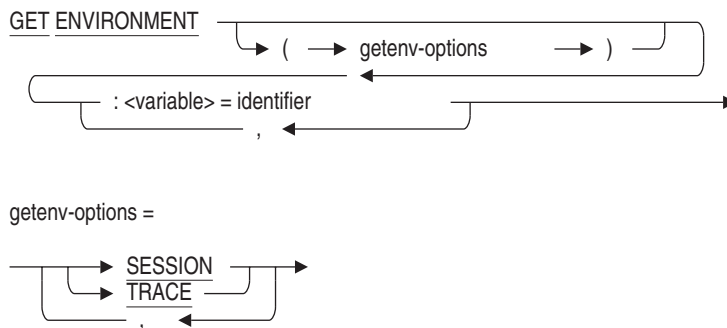 GET ENVIRONMENT
( getenv-options )
: <variable> = identifier
,
getenv-options =
SESSION
TRACE
,